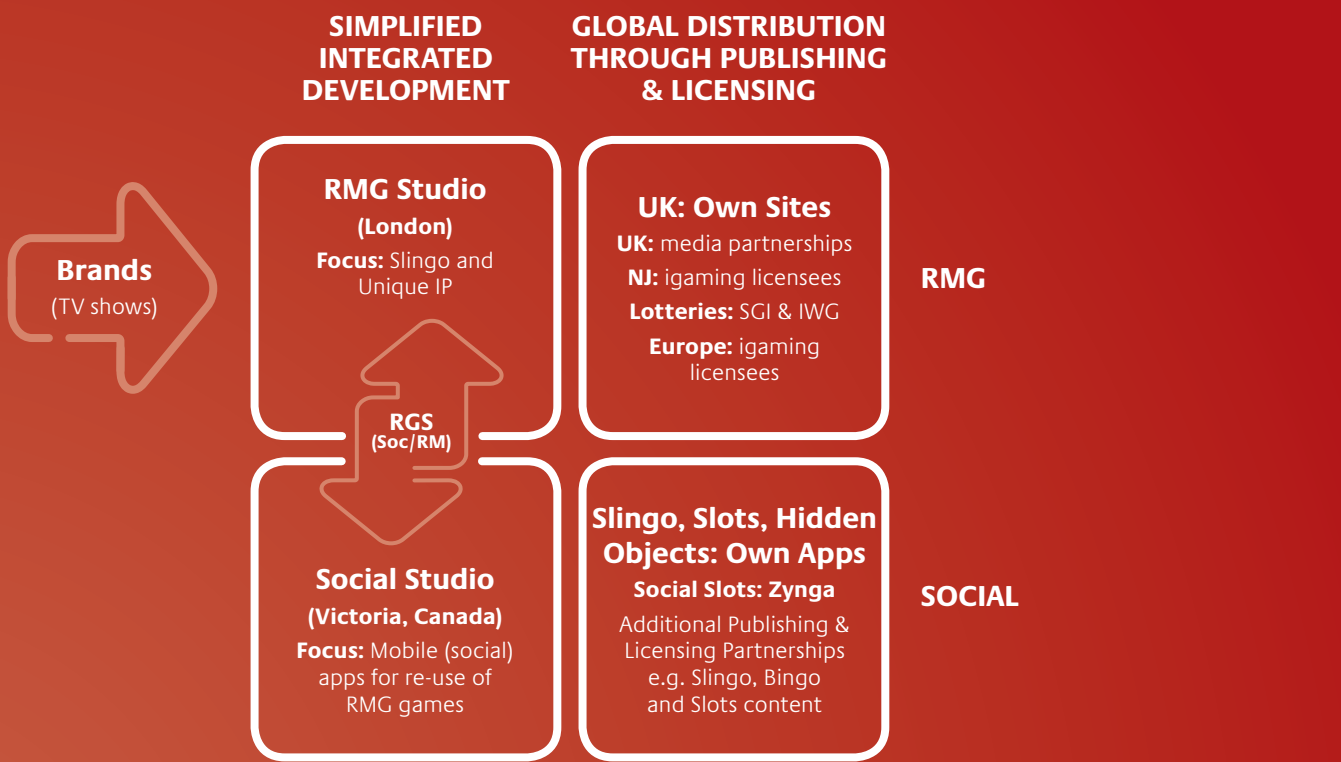 SIMPLIFIED
INTEGRATED
DEVELOPMENT
GLOBAL DISTRIBUTION
THROUGH PUBLISHING
& LICENSING
Brands
(TV shows)
RMG Studio
(London)
Focus: Slingo and
Unique IP
UK: Own Sites
UK: media partnerships
NJ: igaming licensees
Lotteries: SGI & IWG
Europe: igaming
licensees
RMG
RGS
(Soc/RM)
Social Studio
(Victoria, Canada)
Focus: Mobile (social)
apps for re-use of
RMG games
Slingo, Slots, Hidden
Objects: Own Apps
Social Slots: Zynga
Additional Publishing &
Licensing Partnerships
e.g. Slingo, Bingo
and Slots content
SOCIAL